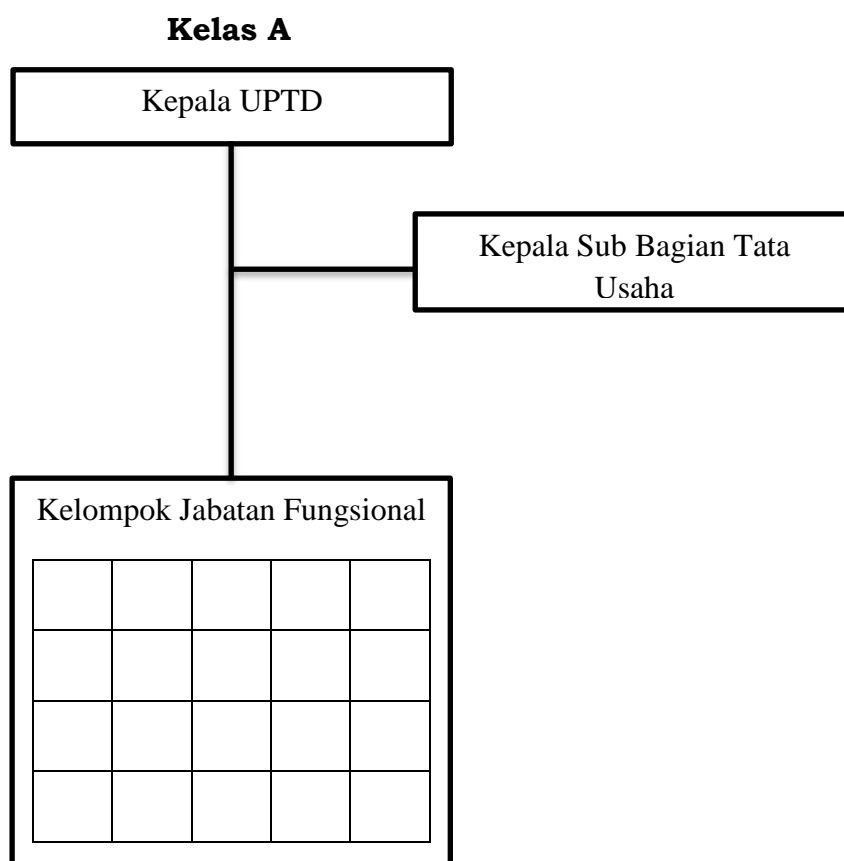 Kelas A
Kepala UPTD
Kepala Sub Bagian Tata
Usaha
Kelompok Jabatan Fungsional